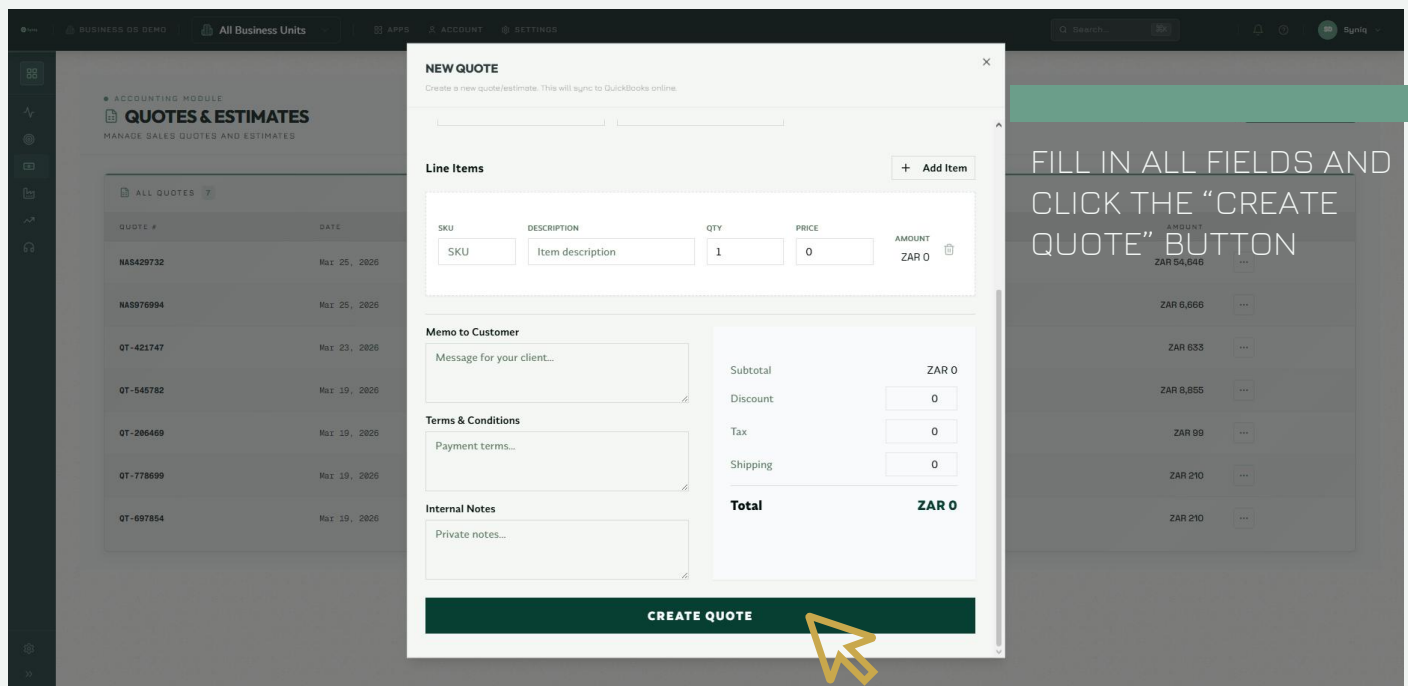 BUSINESS OS DEMO
All Business Units
APPS
ACCOUNT
SETTINGS
Search...
Syniq
ACCOUNTING MODULE
QUOTES & ESTIMATES
MANAGE SALES QUOTES AND ESTIMATES
ALL QUOTES 7
QUOTE # DATE AMOUNT
NAS429732 Mar 25, 2026 ZAR 54,646
NAS976994 Mar 25, 2026 ZAR 6,666
QT-421747 Mar 23, 2026 ZAR 633
QT-545782 Mar 19, 2026 ZAR 8,855
QT-206469 Mar 19, 2026 ZAR 99
QT-778699 Mar 19, 2026 ZAR 210
QT-697854 Mar 19, 2026 ZAR 210
NEW QUOTE
Create a new quote/estimate. This will sync to QuickBooks online.
Line Items
+ Add Item
SKU DESCRIPTION QTY PRICE AMOUNT
SKU Item description 1 0 ZAR 0
Memo to Customer
Message for your client...
Terms & Conditions
Payment terms...
Internal Notes
Private notes...
Subtotal ZAR 0
Discount 0
Tax 0
Shipping 0
Total ZAR 0
CREATE QUOTE
FILL IN ALL FIELDS AND
CLICK THE “CREATE
QUOTE” BUTTON